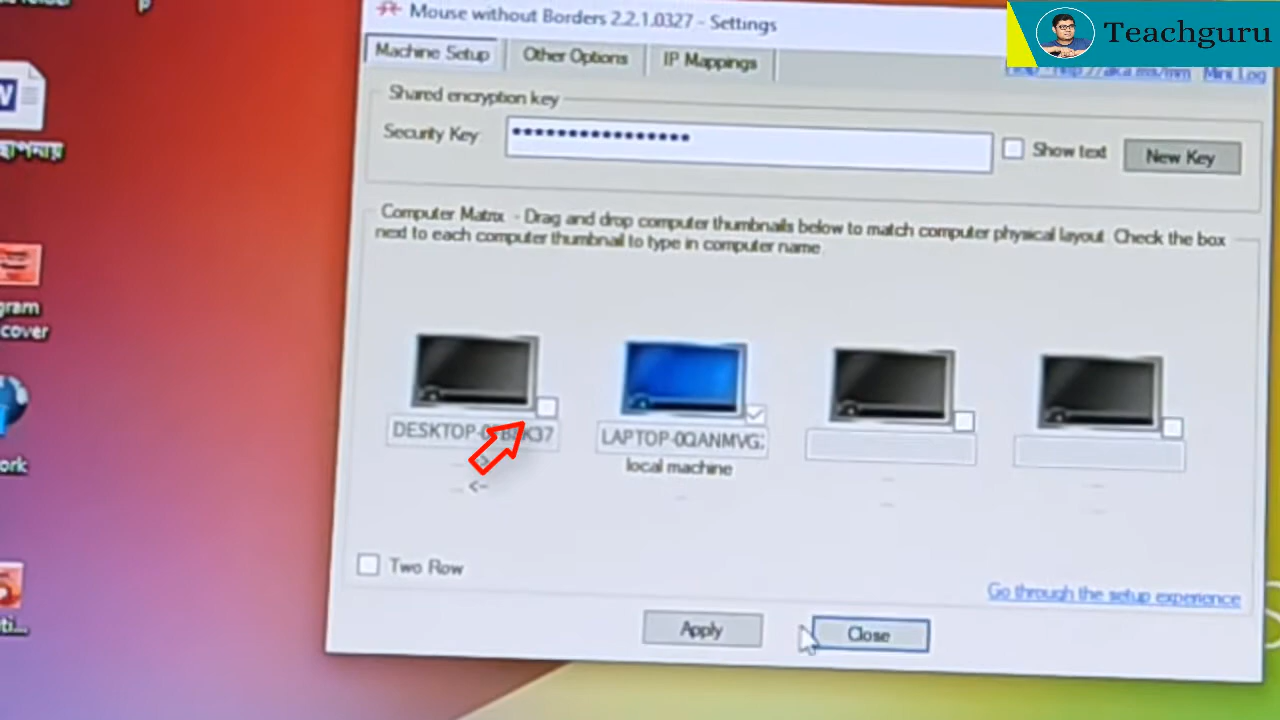 Mouse without Borders 2.2.1.0327 - Settings
Teachguru
Machine Setup
Other Options
IP Mappings
Mini Log
Shared encryption key
Security Key:
****************
Show text
New Key
Computer Matrix - Drag and drop computer thumbnails below to match computer physical layout. Check the box
next to each computer thumbnail to type in computer name.
gram
cover
LAPTOP-0QANMVG
local machine
ork
Two Row
Go through the setup experience
Apply
Close